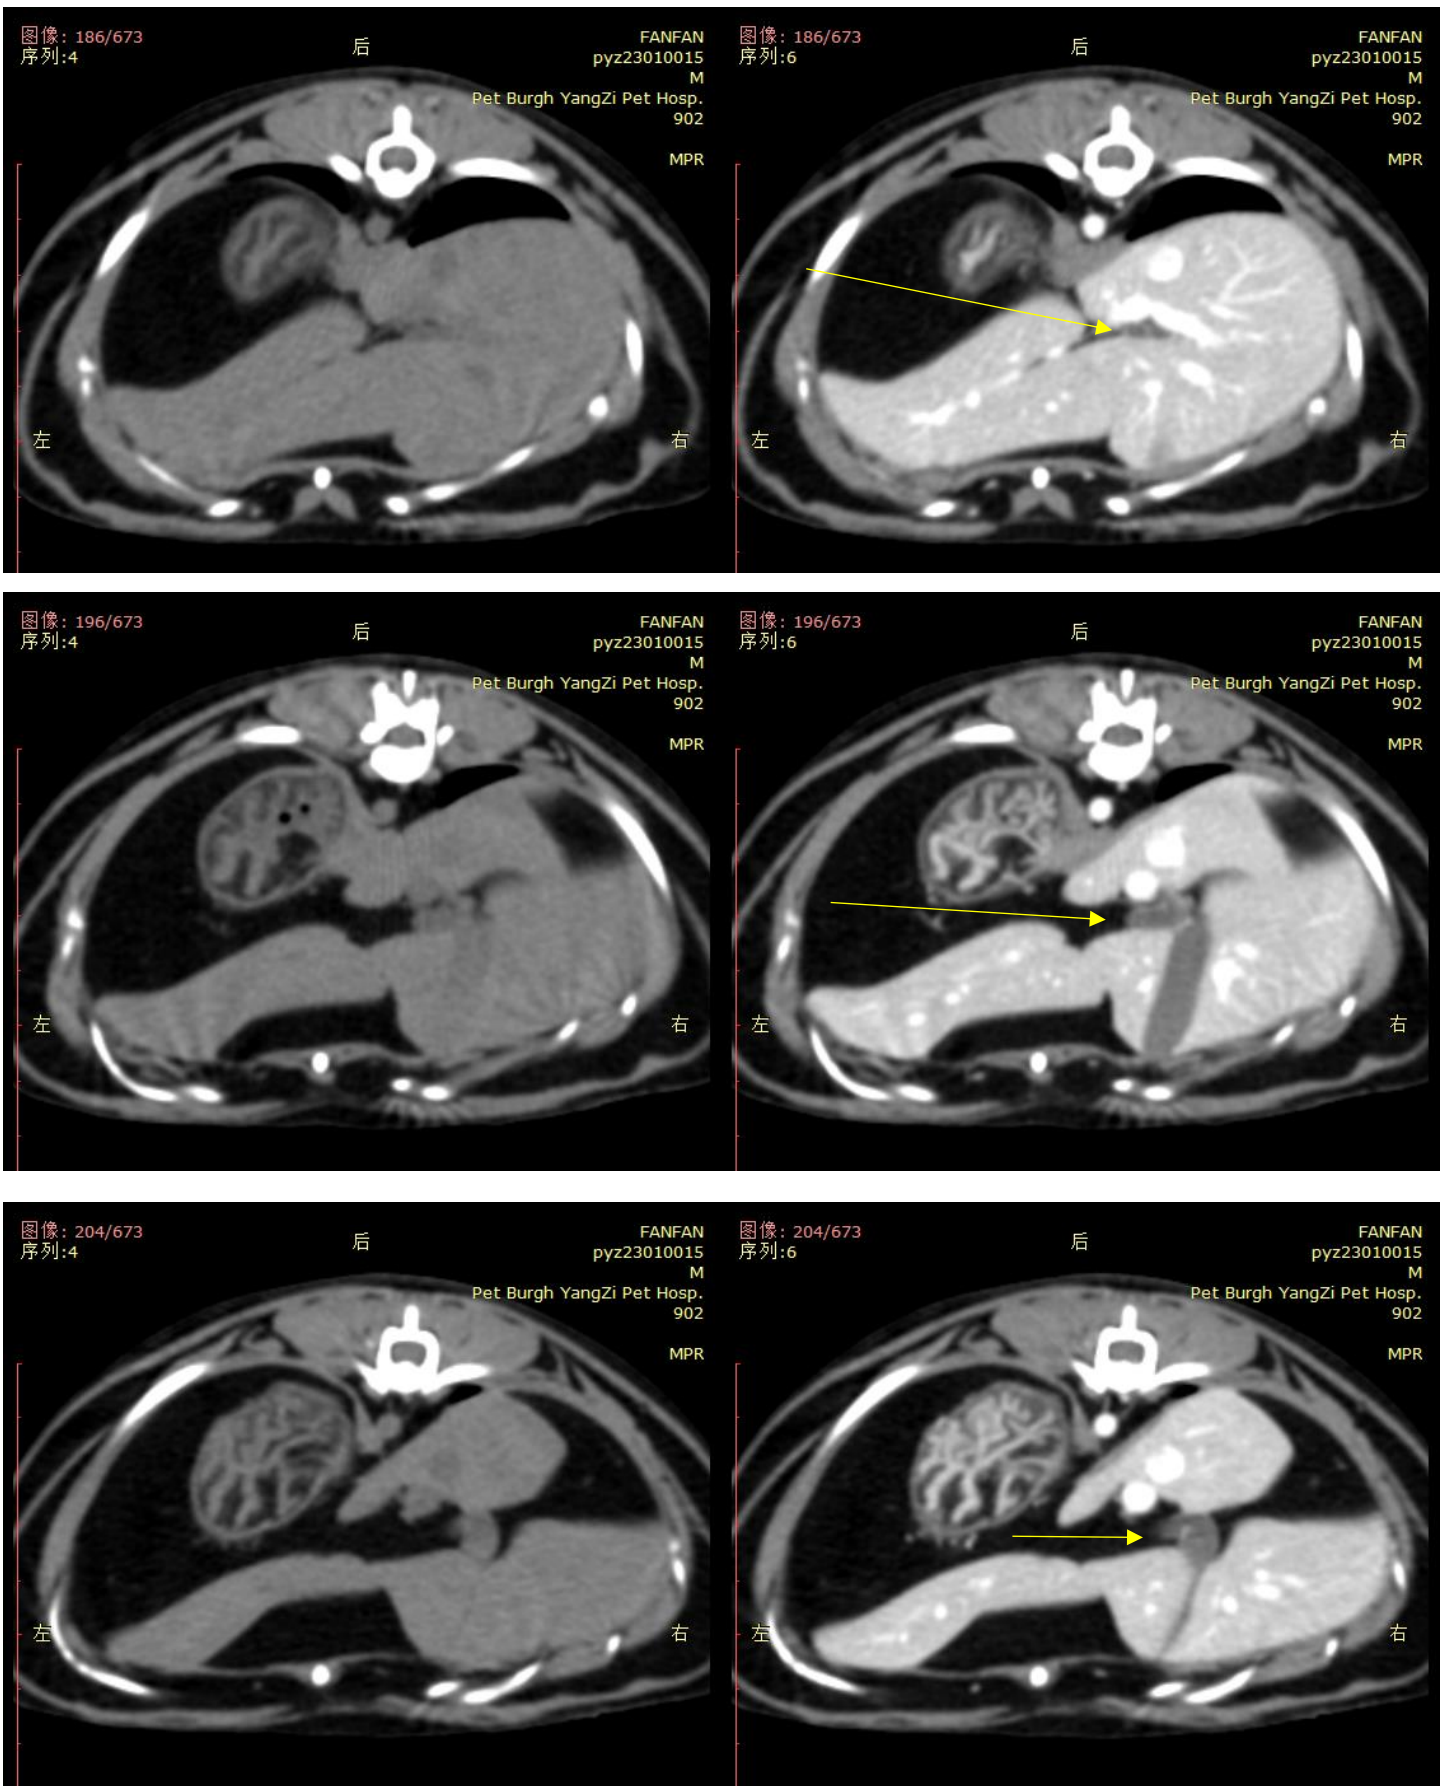 图像: 186/673
序列:4
后
FANFAN
pyz23010015
M
Pet Burgh YangZi Pet Hosp.
902
MPR
左
右
图像: 186/673
序列:6
后
FANFAN
pyz23010015
M
Pet Burgh YangZi Pet Hosp.
902
MPR
左
右
图像: 196/673
序列:4
后
FANFAN
pyz23010015
M
Pet Burgh YangZi Pet Hosp.
902
MPR
左
右
图像: 196/673
序列:6
后
FANFAN
pyz23010015
M
Pet Burgh YangZi Pet Hosp.
902
MPR
左
右
图像: 204/673
序列:4
后
FANFAN
pyz23010015
M
Pet Burgh YangZi Pet Hosp.
902
MPR
左
右
图像: 204/673
序列:6
后
FANFAN
pyz23010015
M
Pet Burgh YangZi Pet Hosp.
902
MPR
左
右